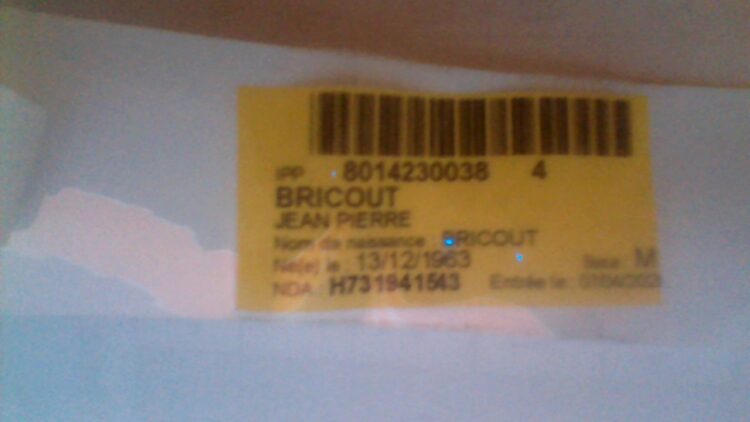 IPP : 8014230038 4
BRICOUT
JEAN PIERRE
Nom de naissance : BRICOUT
Né(e) le : 13/12/1963 Sexe : M
NDA : H731941543 Entrée le :